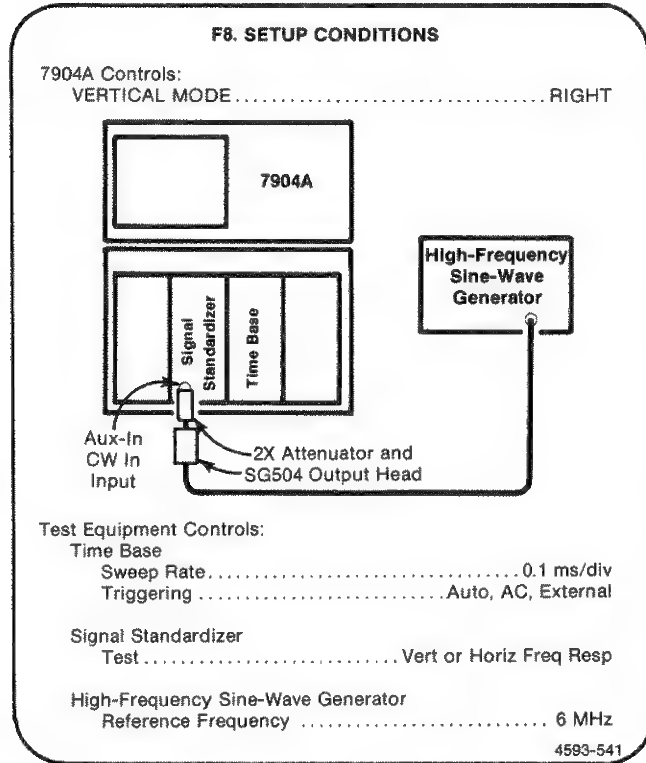 F8. SETUP CONDITIONS
7904A Controls:
VERTICAL MODE................................RIGHT
7904A
High-Frequency
Sine-Wave
Generator
Signal
Standardizer
Time Base
Aux-In
CW In
Input
2X Attenuator and
SG504 Output Head
Test Equipment Controls:
Time Base
Sweep Rate................................0.1 ms/div
Triggering .........................Auto, AC, External
Signal Standardizer
Test...........................Vert or Horiz Freq Resp
High-Frequency Sine-Wave Generator
Reference Frequency ........................... 6 MHz
4593-541